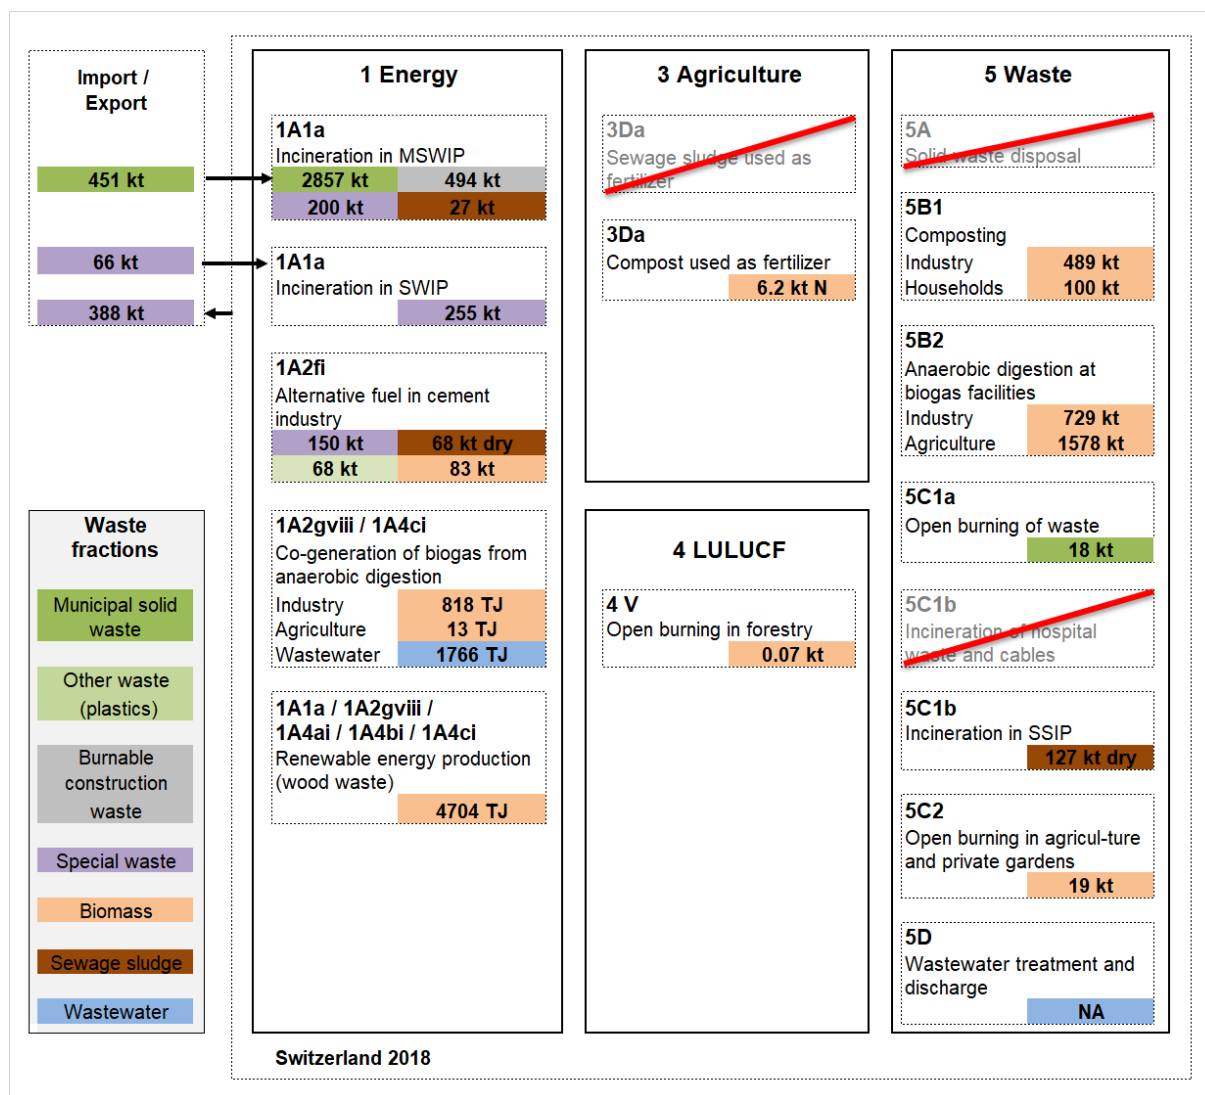 Import /
Export
451 kt
66 kt
388 kt
Waste
fractions
Municipal solid
waste
Other waste
(plastics)
Burnable
construction
waste
Special waste
Biomass
Sewage sludge
Wastewater
1 Energy
1A1a
Incineration in MSWIP
2857 kt 494 kt
200 kt 27 kt
1A1a
Incineration in SWIP
255 kt
1A2fi
Alternative fuel in cement
industry
150 kt 68 kt dry
68 kt 83 kt
1A2gviii / 1A4ci
Co-generation of biogas from
anaerobic digestion
Industry 818 TJ
Agriculture 13 TJ
Wastewater 1766 TJ
1A1a / 1A2gviii /
1A4ai / 1A4bi / 1A4ci
Renewable energy production
(wood waste)
4704 TJ
3 Agriculture
3Da
Sewage sludge used as
fertilizer
3Da
Compost used as fertilizer
6.2 kt N
4 LULUCF
4 V
Open burning in forestry
0.07 kt
5 Waste
5A
Solid waste disposal
5B1
Composting
Industry 489 kt
Households 100 kt
5B2
Anaerobic digestion at
biogas facilities
Industry 729 kt
Agriculture 1578 kt
5C1a
Open burning of waste
18 kt
5C1b
Incineration of hospital
waste and cables
5C1b
Incineration in SSIP
127 kt dry
5C2
Open burning in agricul-ture
and private gardens
19 kt
5D
Wastewater treatment and
discharge
NA
Switzerland 2018